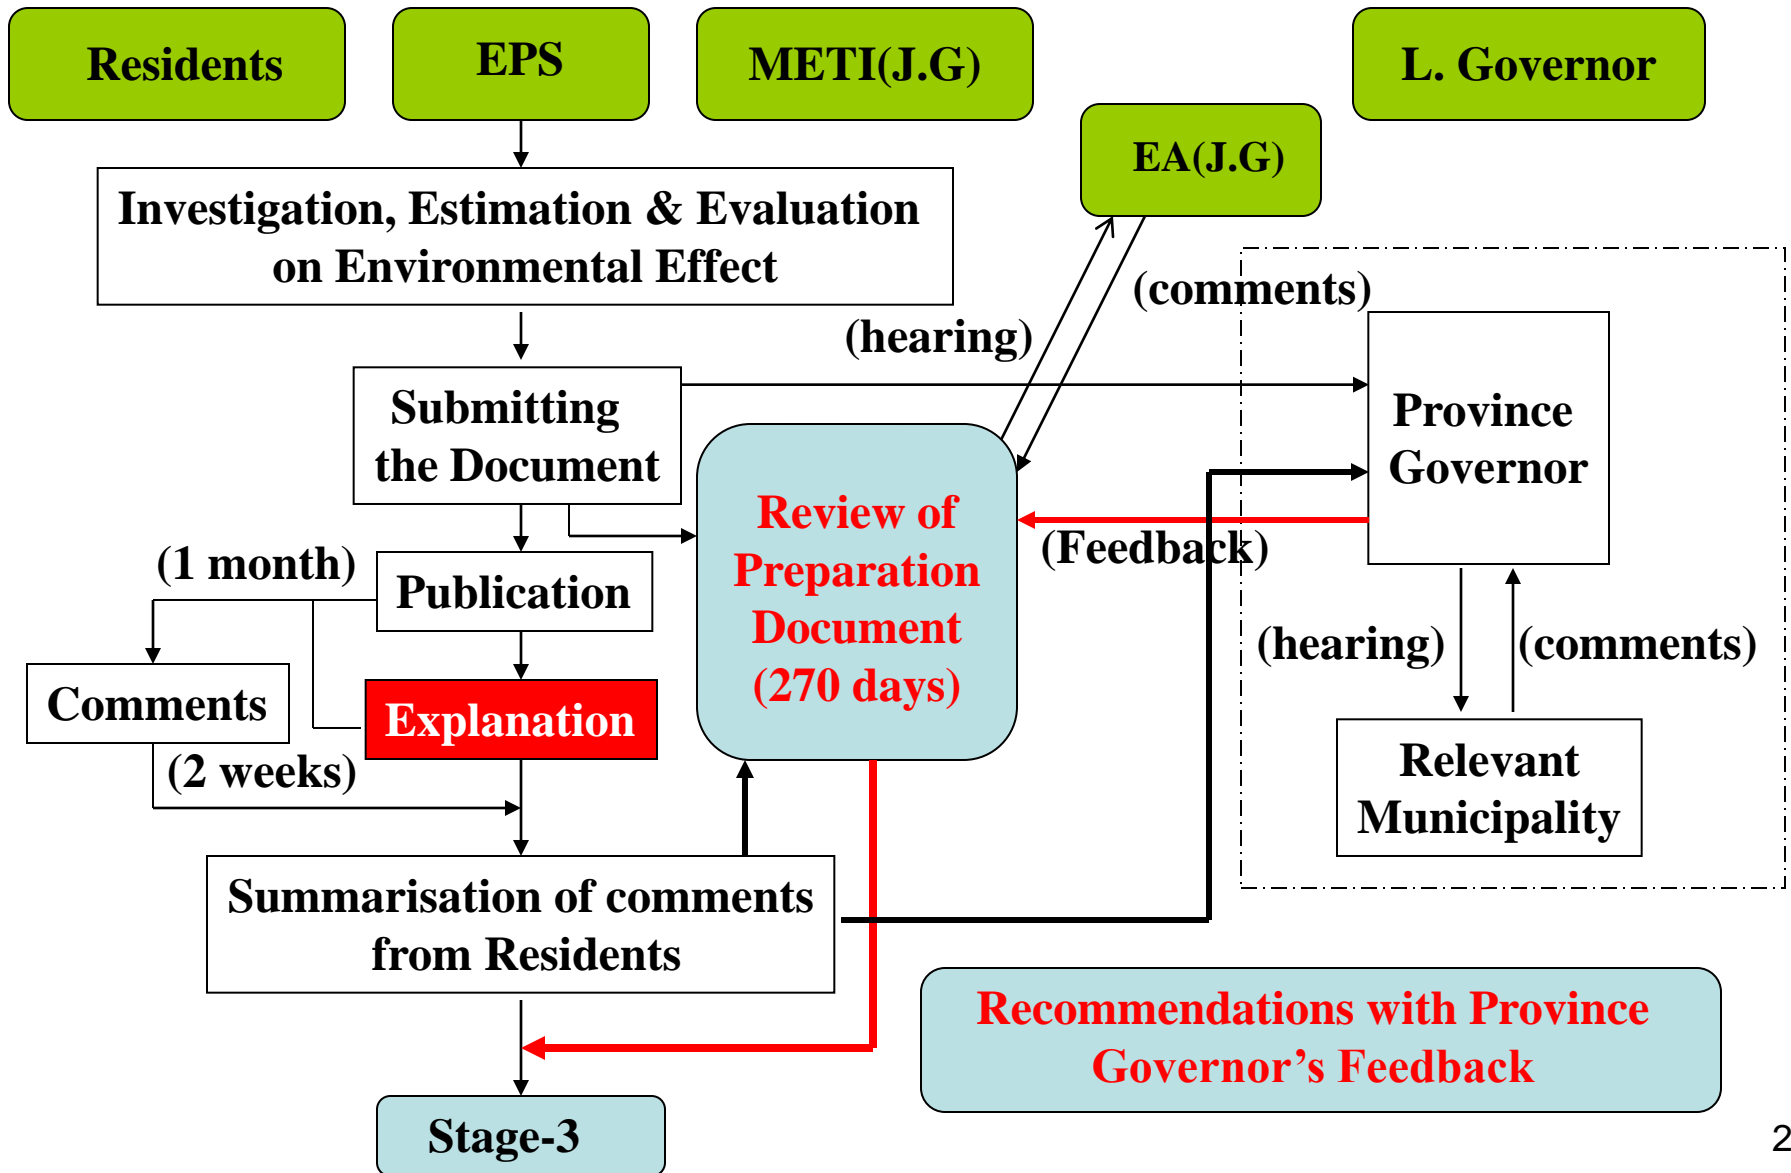 Residents
EPS
METI(J.G)
L. Governor
EA(J.G)
Investigation, Estimation & Evaluation
on Environmental Effect
(comments)
(hearing)
Submitting
the Document
Province
Governor
Review of
Preparation
Document
(270 days)
(Feedback)
(1 month)
Publication
(hearing)
(comments)
Comments
Explanation
(2 weeks)
Relevant
Municipality
Summarisation of comments
from Residents
Recommendations with Province
Governor’s Feedback
Stage-3
2